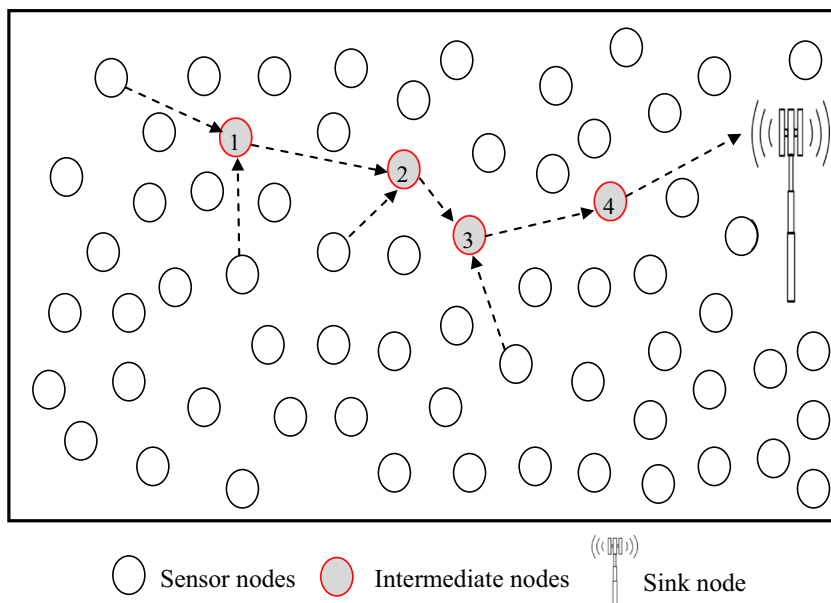 1
2
4
3
Sensor nodes
Intermediate nodes
Sink node